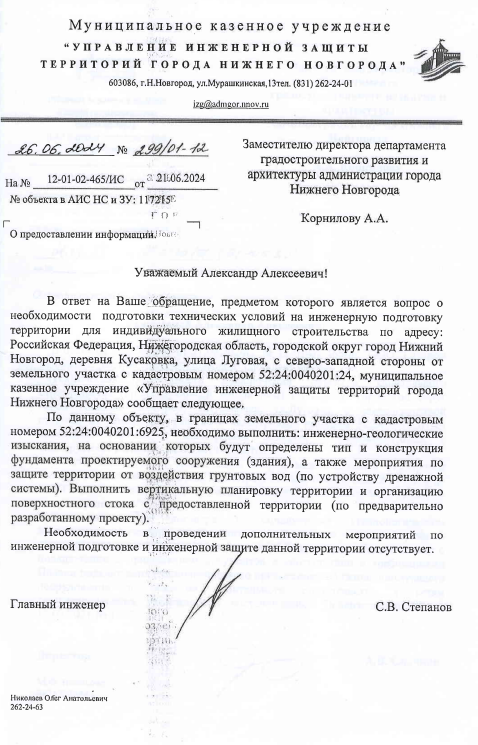 Муниципальное казенное учреждение
“УПРАВЛЕНИЕ ИНЖЕНЕРНОЙ ЗАЩИТЫ
ТЕРРИТОРИЙ ГОРОДА НИЖНЕГО НОВГОРОДА”
603086, г.Н.Новгород, ул.Мурашкинская,13тел. (831) 262-24-01
izg@admgor.nnov.ru
26.06.2024 № 299/01-12
На № 12-01-02-465/ИС от 21.06.2024
№ объекта в АИС НС и ЗУ: 117215
О предоставлении информации.
Заместителю директора департамента
градостроительного развития и
архитектуры администрации города
Нижнего Новгорода
Корнилову А.А.
Уважаемый Александр Алексеевич!
В ответ на Ваше обращение, предметом которого является вопрос о
необходимости подготовки технических условий на инженерную подготовку
территории для индивидуального жилищного строительства по адресу:
Российская Федерация, Нижегородская область, городской округ город Нижний
Новгород, деревня Кусаковка, улица Луговая, с северо-западной стороны от
земельного участка с кадастровым номером 52:24:0040201:24, муниципальное
казенное учреждение «Управление инженерной защиты территорий города
Нижнего Новгорода» сообщает следующее.
По данному объекту, в границах земельного участка с кадастровым
номером 52:24:0040201:6925, необходимо выполнить: инженерно-геологические
изыскания, на основании которых будут определены тип и конструкция
фундамента проектируемого сооружения (здания), а также мероприятия по
защите территории от воздействия грунтовых вод (по устройству дренажной
системы). Выполнить вертикальную планировку территории и организацию
поверхностного стока с предоставленной территории (по предварительно
разработанному проекту).
Необходимость в проведении дополнительных мероприятий по
инженерной подготовке и инженерной защите данной территории отсутствует.
Главный инженер С.В. Степанов
Николаев Олег Анатольевич
262-24-63